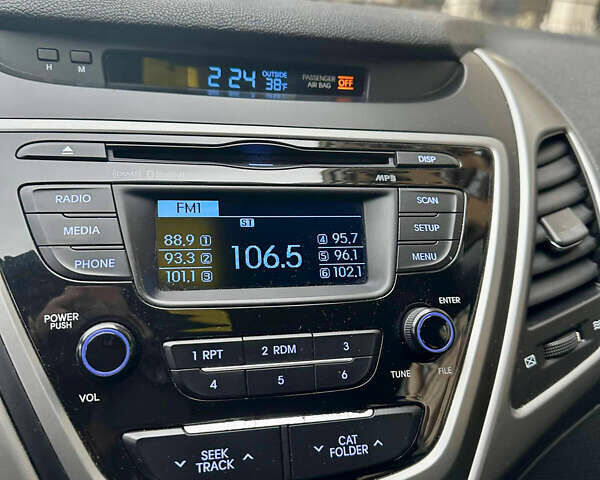 H M
2:24 OUTSIDE 38°F PASSENGER AIR BAG OFF
DISP
MP3
RADIO
MEDIA
PHONE
FM1
ST
88.9 1
93.3 2
101.1 3
106.5
4 95.7
5 96.1
6 102.1
SCAN
SETUP
MENU
POWER
PUSH
VOL
ENTER
TUNE
FILE
1 RPT 2 RDM 3
4 5 6
SEEK
TRACK
CAT
FOLDER